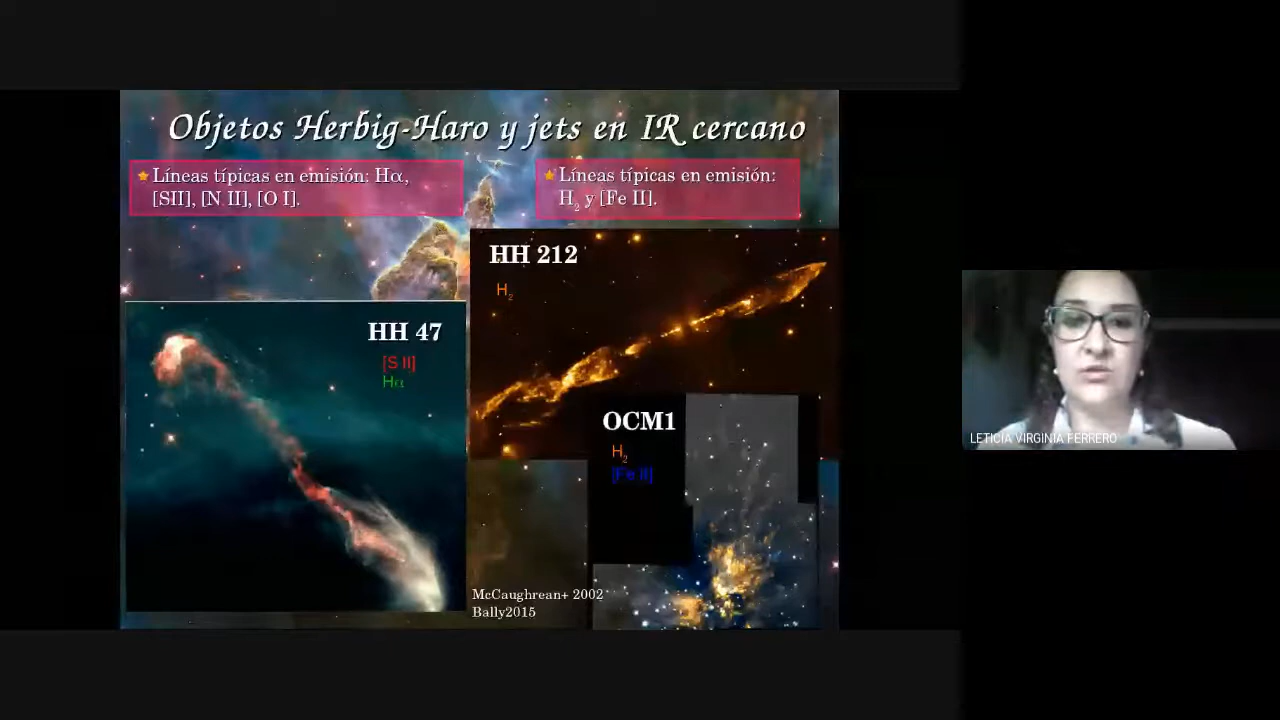 Objetos Herbig-Haro y jets en IR cercano
Líneas típicas en emisión: Hα,
[SII], [N II], [O I].
Líneas típicas en emisión:
H₂ y [Fe II].
HH 47
[S II]
Hα
HH 212
H₂
OCM1
H₂
[Fe II]
McCaughrean+ 2002
Bally2015
LETICIA VIRGINIA FERRERO